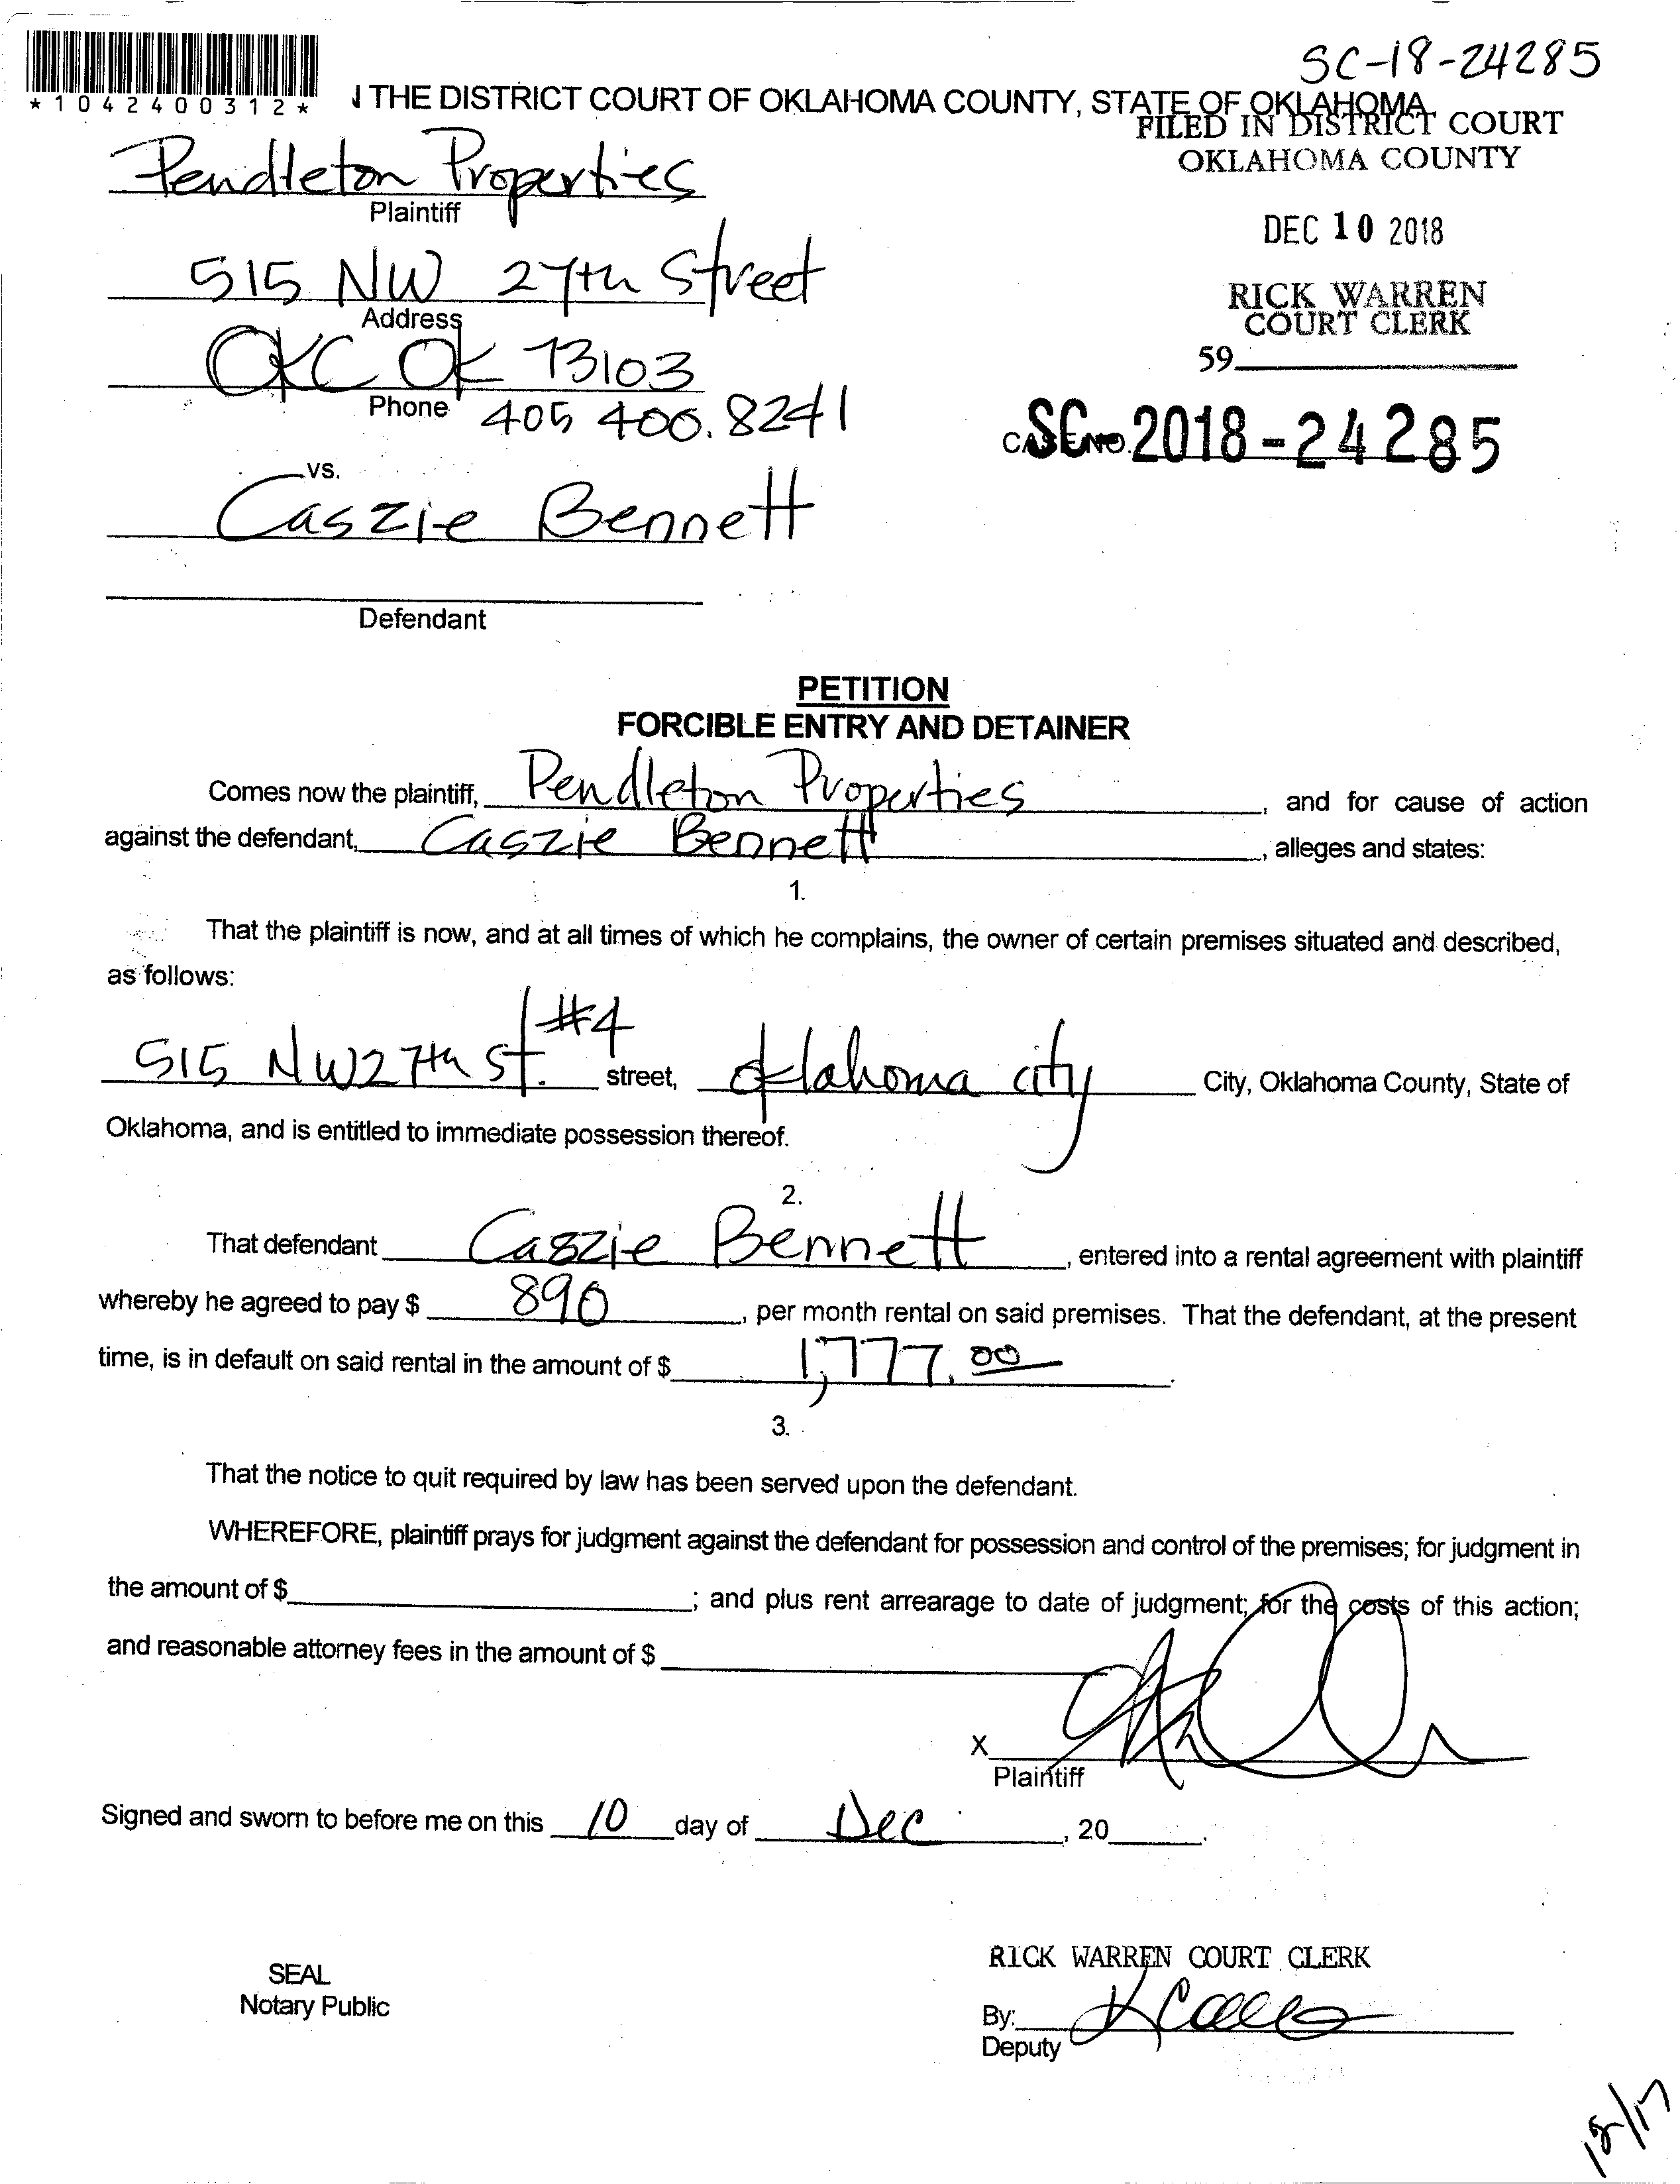 SC-18-24285
*1042400312*
THE DISTRICT COURT OF OKLAHOMA COUNTY, STATE OF OKLAHOMA
FILED IN DISTRICT COURT
OKLAHOMA COUNTY
Pendleton Properties
Plaintiff
DEC 10 2018
515 NW 27th Street
Address
RICK WARREN
COURT CLERK
OKC OK 73103
59
Phone 405 400.8241
CASE NO. SC-2018-24285
vs.
Caszie Bennett
Defendant
PETITION
FORCIBLE ENTRY AND DETAINER
Comes now the plaintiff, Pendleton Properties, and for cause of action
against the defendant, Caszie Bennett, alleges and states:
1.
That the plaintiff is now, and at all times of which he complains, the owner of certain premises situated and described,
as follows:
515 NW 27th St. #4 street, oklahoma city City, Oklahoma County, State of
Oklahoma, and is entitled to immediate possession thereof.
2.
That defendant Caszie Bennett, entered into a rental agreement with plaintiff
whereby he agreed to pay $ 890, per month rental on said premises. That the defendant, at the present
time, is in default on said rental in the amount of $ 1,777.00.
3.
That the notice to quit required by law has been served upon the defendant.
WHEREFORE, plaintiff prays for judgment against the defendant for possession and control of the premises; for judgment in
the amount of $; and plus rent arrearage to date of judgment; for the costs of this action;
and reasonable attorney fees in the amount of $
X
Plaintiff
Signed and sworn to before me on this 10 day of Dec, 20.
RICK WARREN COURT CLERK
SEAL
Notary Public
By:
Deputy
12/17